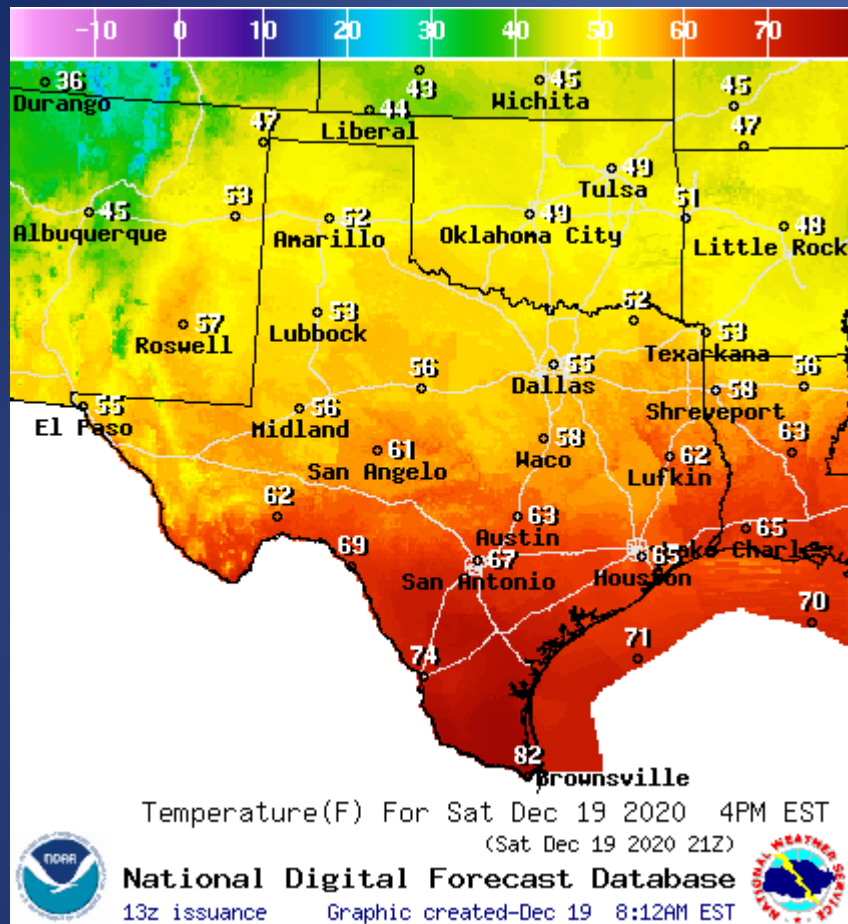 -10 0 10 20 30 40 50 60 70
36 Durango
43
45 Wichita
45
44 Liberal
47
47
49 Tulsa
45 Albuquerque
53
52 Amarillo
49 Oklahoma City
51
48 Little Rock
57 Roswell
53 Lubbock
52
53 Texarkana
55 Dallas
56
56
58 Shreveport
55 El Paso
56 Midland
61 San Angelo
58 Waco
62 Lufkin
63
62
63 Austin
65 Lake Charles
69
67 San Antonio
65 Houston
70
74
71
82 Brownsville
Temperature(F) For Sat Dec 19 2020 4PM EST
(Sat Dec 19 2020 21Z)
NOAA
National Digital Forecast Database
13z issuance Graphic created-Dec 19 8:12AM EST
NATIONAL WEATHER SERVICE